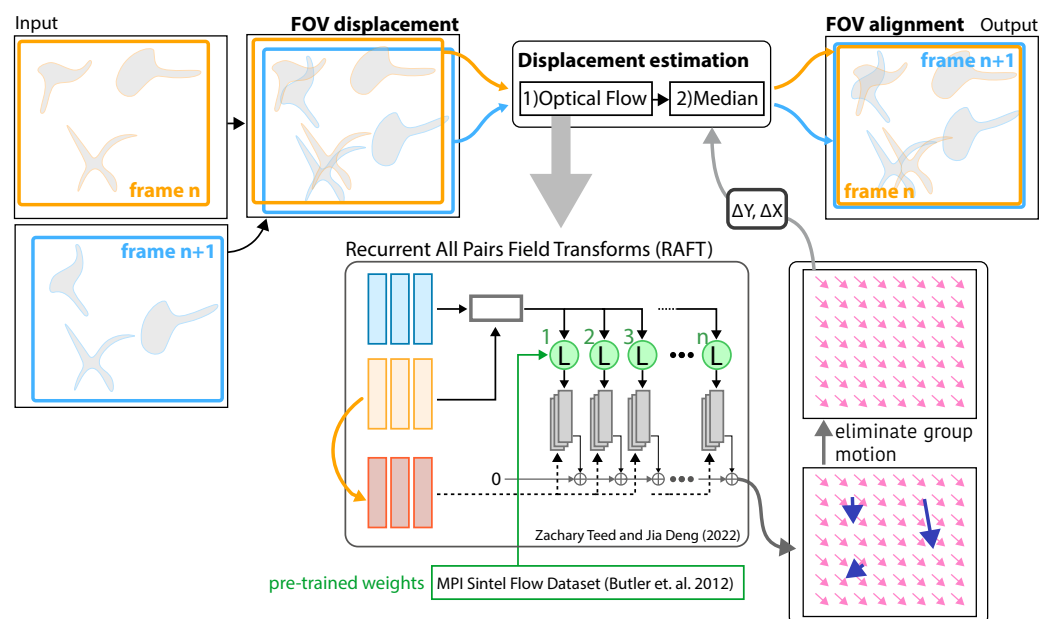 Input
FOV displacement
FOV alignment
Output
frame n
frame n+1
Displacement estimation
1)Optical Flow
2)Median
frame n+1
frame n
ΔY, ΔX
Recurrent All Pairs Field Transforms (RAFT)
1
2
3
n
L
L
L
•••
L
0
•••
Zachary Teed and Jia Deng (2022)
eliminate group
motion
pre-trained weights
MPI Sintel Flow Dataset (Butler et. al. 2012)